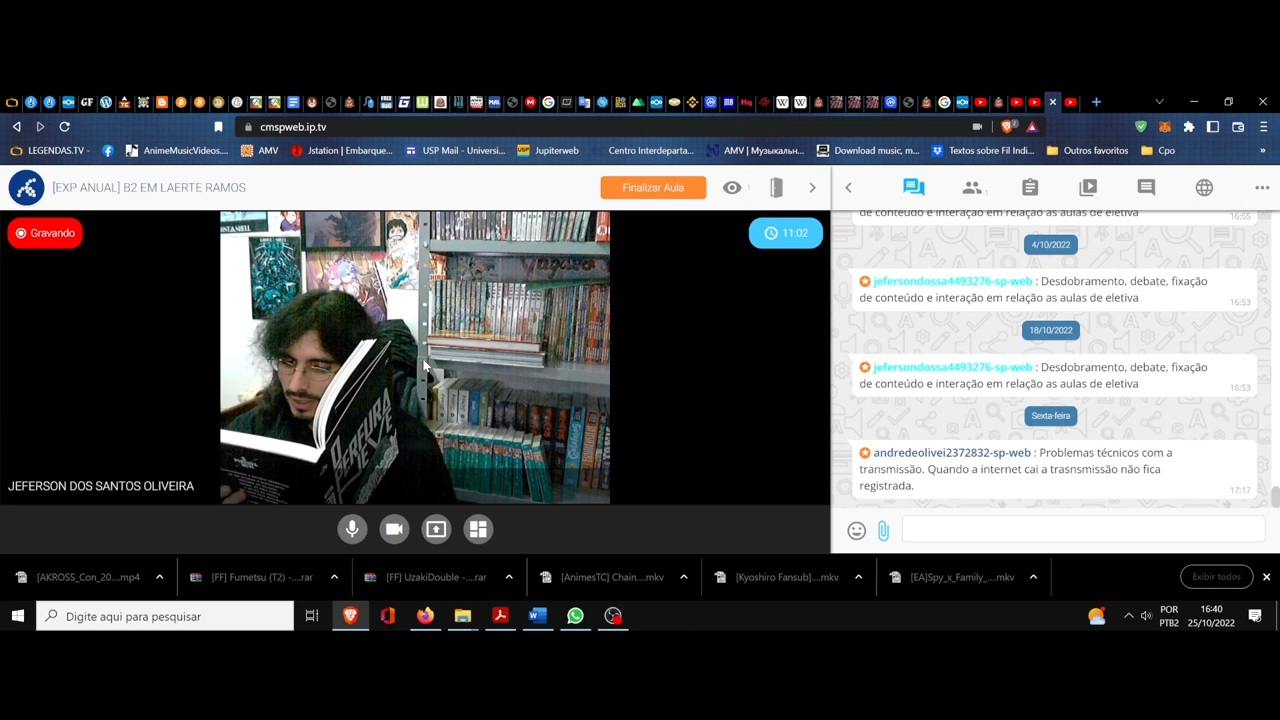 cmspweb.ip.tv
LEGENDAS.TV -
AnimeMusicVideos....
AMV
Jstation | Embarque...
USP Mail - Universi...
Jupiterweb
Centro Interdeparta...
AMV | Музыкальн...
Download music, m...
Textos sobre Fil Indi...
Outros favoritos
Cpo
»
[EXP ANUAL] B2 EM LAERTE RAMOS
Finalizar Aula
1
1
Gravando
11:02
JEFERSON DOS SANTOS OLIVEIRA
de conteúdo e interação em relação as aulas de eletiva
16:55
4/10/2022
jefersondossa4493276-sp-web : Desdobramento, debate, fixação
de conteúdo e interação em relação as aulas de eletiva
16:53
18/10/2022
jefersondossa4493276-sp-web : Desdobramento, debate, fixação
de conteúdo e interação em relação as aulas de eletiva
16:53
Sexta-feira
andredeolivei2372832-sp-web : Problemas técnicos com a
transmissão. Quando a internet cai a trasnsmissão não fica
registrada.
17:17
[AKROSS_Con_20....mp4
[FF] Fumetsu (T2) -....rar
[FF] UzakiDouble -....rar
[AnimesTC] Chain....mkv
[Kyoshiro Fansub]....mkv
[EA]Spy_x_Family_....mkv
Exibir todos
Digite aqui para pesquisar
POR
PTB2
16:40
25/10/2022